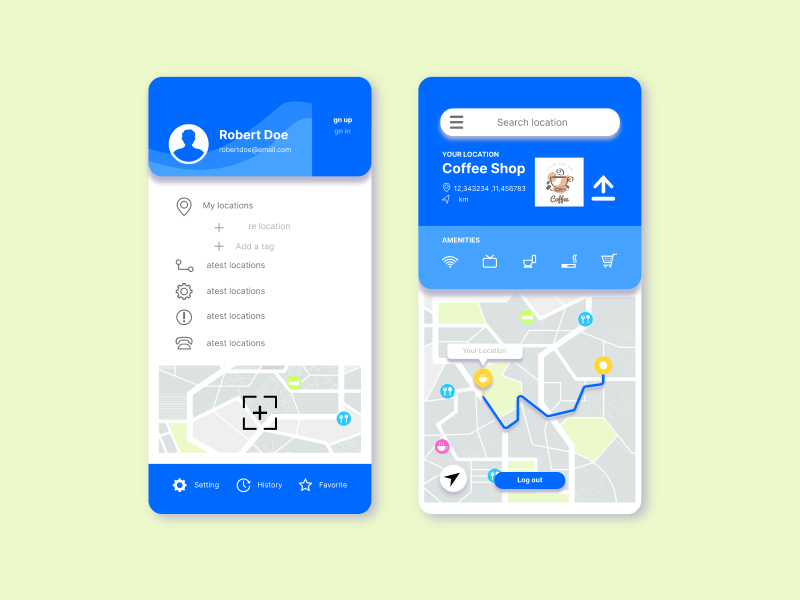 gn up
gn in
Robert Doe
robertdoe@email.com
My locations
re location
Add a tag
atest locations
atest locations
atest locations
atest locations
Setting
History
Favorite
Search location
YOUR LOCATION
Coffee Shop
12,343234 ,11,456783
km
Coffee
AMENITIES
Your Location
Log out